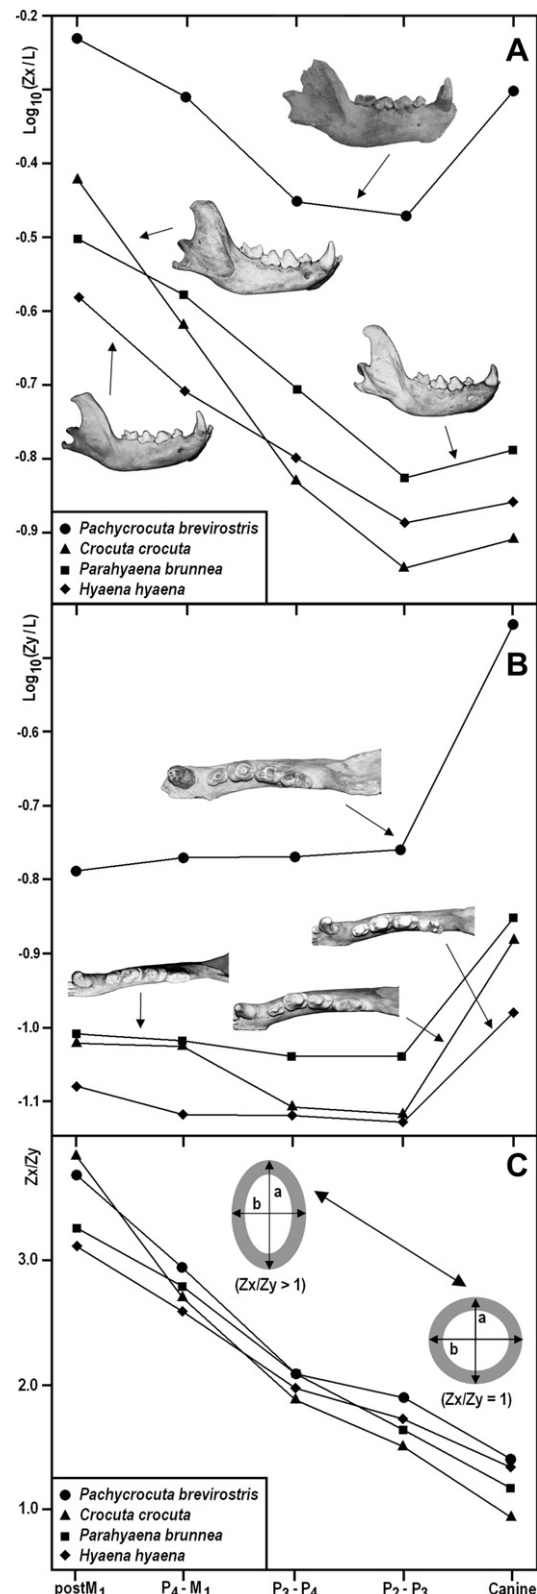 A
Log10(Zx/L)
-0.2
-0.4
-0.5
-0.6
-0.7
-0.8
-0.9
Pachycrocuta brevirostris
Crocuta crocuta
Parahyaena brunnea
Hyaena hyaena
B
Log10(Zy/L)
-0.6
-0.7
-0.8
-0.9
-1.0
-1.1
C
Zx/Zy
3.0
2.0
1.0
a
b
(Zx/Zy > 1)
a
b
(Zx/Zy = 1)
Pachycrocuta brevirostris
Crocuta crocuta
Parahyaena brunnea
Hyaena hyaena
postM1 P4 - M1 P3 - P4 P2 - P3 Canine